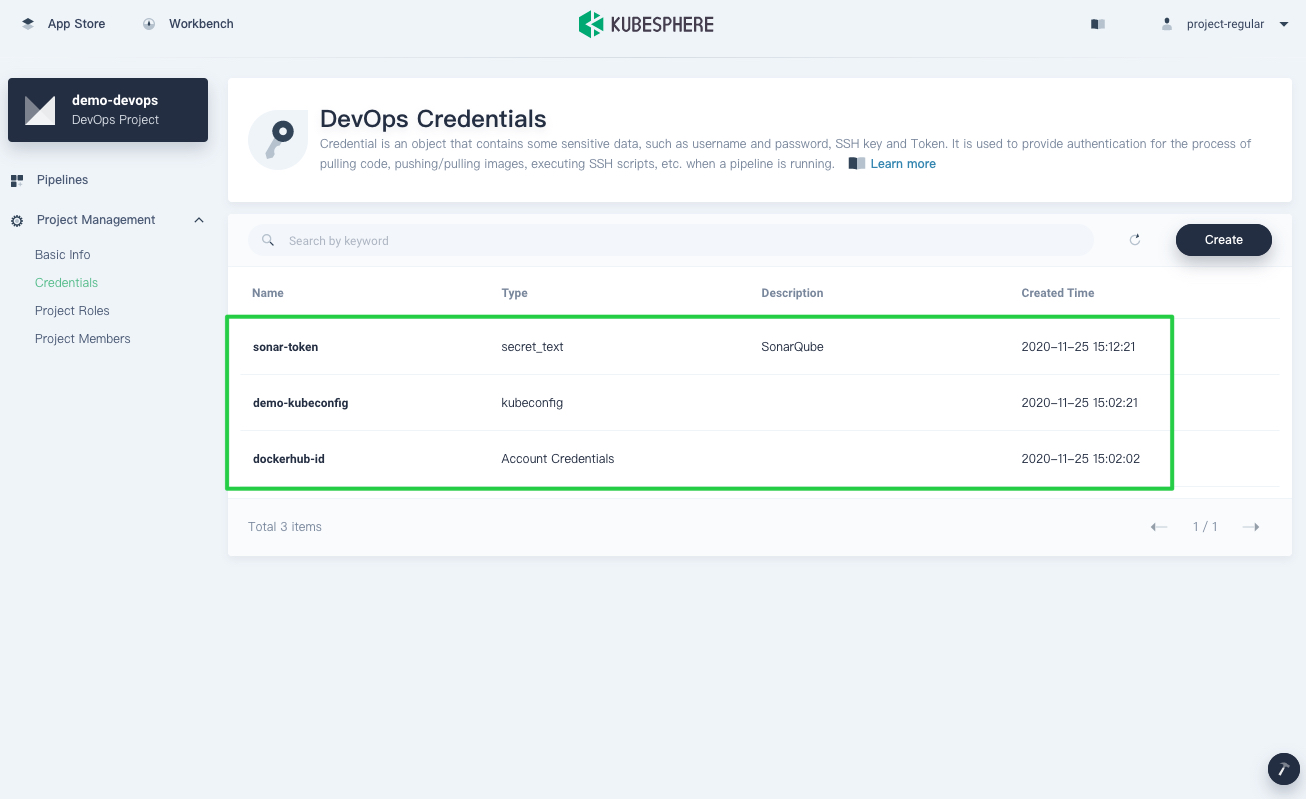 App Store
Workbench
KUBESPHERE
project-regular
demo-devops
DevOps Project
Pipelines
Project Management
Basic Info
Credentials
Project Roles
Project Members
DevOps Credentials
Credential is an object that contains some sensitive data, such as username and password, SSH key and Token. It is used to provide authentication for the process of
pulling code, pushing/pulling images, executing SSH scripts, etc. when a pipeline is running. Learn more
Search by keyword
Create
Name Type Description Created Time
sonar-token secret_text SonarQube 2020-11-25 15:12:21
demo-kubeconfig kubeconfig 2020-11-25 15:02:21
dockerhub-id Account Credentials 2020-11-25 15:02:02
Total 3 items
1 / 1